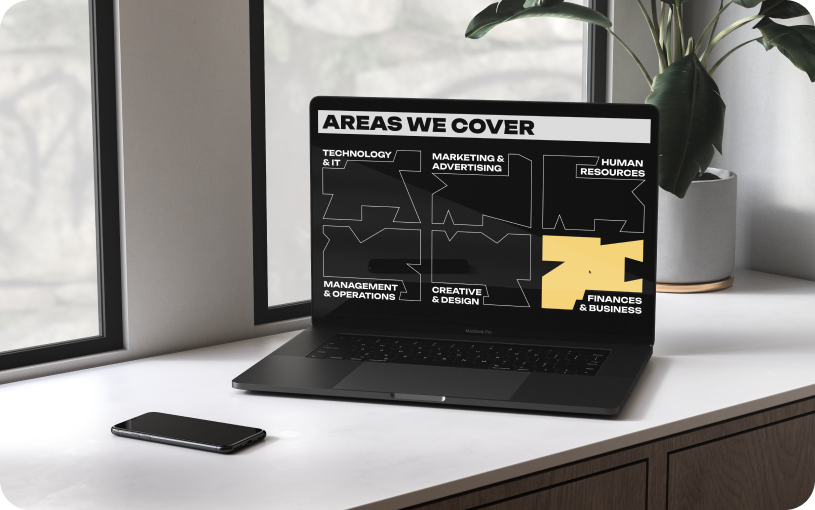 AREAS WE COVER
TECHNOLOGY
& IT
MARKETING &
ADVERTISING
HUMAN
RESOURCES
MANAGEMENT
& OPERATIONS
CREATIVE
& DESIGN
FINANCES
& BUSINESS
MacBook Pro